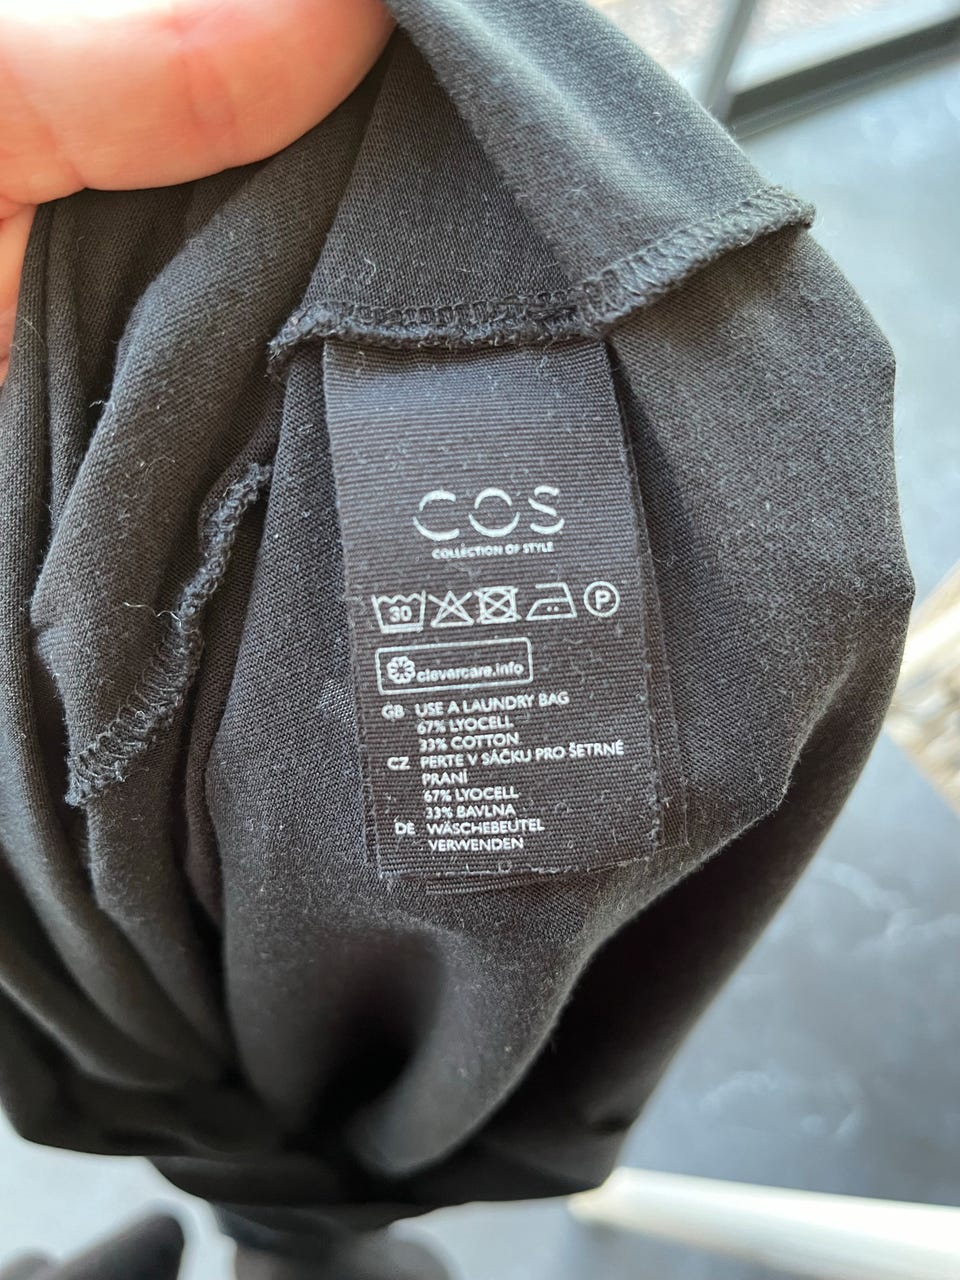 COS
COLLECTION OF STYLE
30 P
clevercare.info
GB USE A LAUNDRY BAG
67% LYOCELL
33% COTTON
CZ PERTE V SÁČKU PRO ŠETRNÉ
PRANÍ
67% LYOCELL
33% BAVLNA
DE WÄSCHEBEUTEL
VERWENDEN